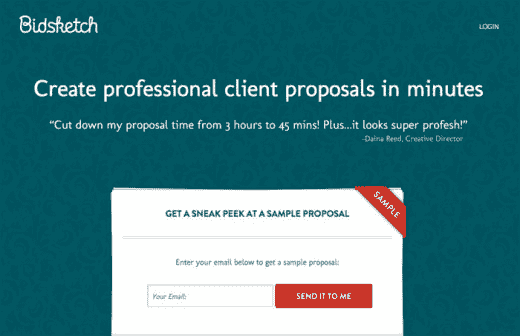 Bidsketch
LOGIN
Create professional client proposals in minutes
“Cut down my proposal time from 3 hours to 45 mins! Plus...it looks super profesh!”
–Daina Reed, Creative Director
SAMPLE
GET A SNEAK PEEK AT A SAMPLE PROPOSAL
Enter your email below to get a sample proposal:
Your Email:
SEND IT TO ME